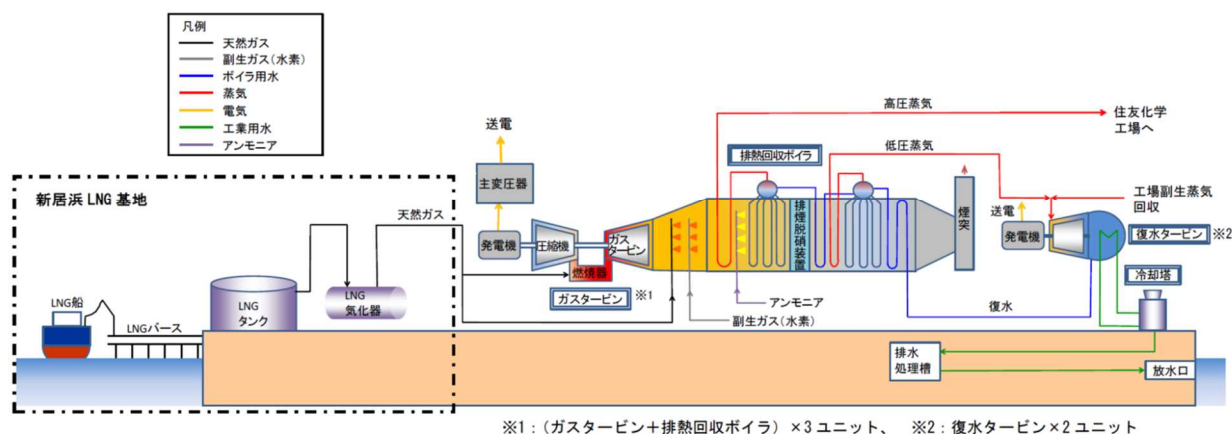 凡例
天然ガス
副生ガス(水素)
ボイラ用水
蒸気
電気
工業用水
アンモニア
新居浜 LNG 基地
LNG船
LNGバース
LNG
タンク
LNG
気化器
天然ガス
送電
主変圧器
発電機
圧縮機
ガス
タービン
燃焼器
ガスタービン
※1
排熱回収ボイラ
排煙脱硝装置
アンモニア
副生ガス(水素)
煙突
高圧蒸気
住友化学
工場へ
低圧蒸気
工場副生蒸気
回収
送電
発電機
復水タービン
※2
冷却塔
復水
排水
処理槽
放水口
※1:(ガスタービン+排熱回収ボイラ)×3ユニット、 ※2:復水タービン×2ユニット